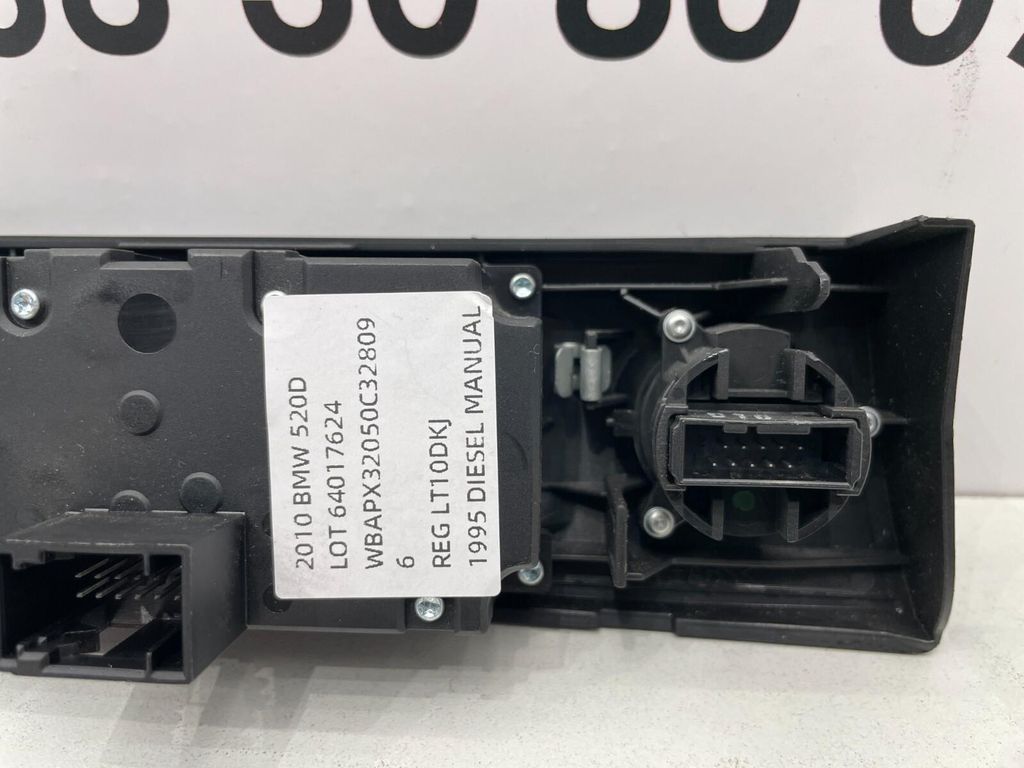 2010 BMW 520D
LOT 64017624
WBAPX32050C32809
6
REG LT10DKJ
1995 DIESEL MANUAL